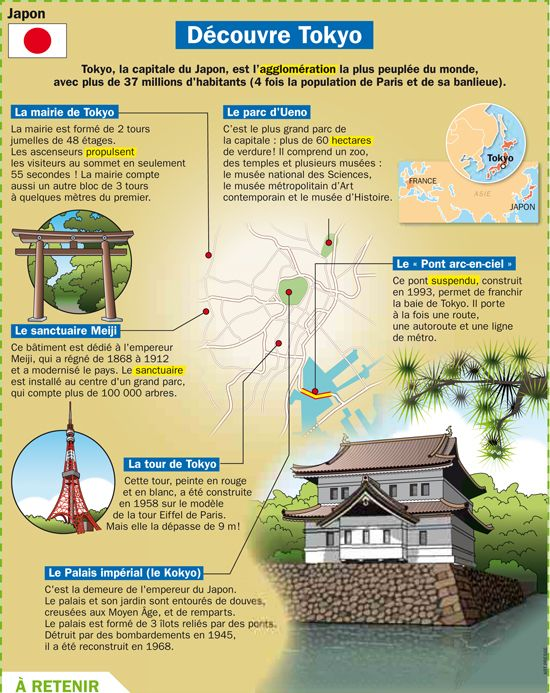 Japon
Découvre Tokyo
Tokyo, la capitale du Japon, est l'agglomération la plus peuplée du monde,
avec plus de 37 millions d'habitants (4 fois la population de Paris et de sa banlieue).
La mairie de Tokyo
La mairie est formé de 2 tours
jumelles de 48 étages.
Les ascenseurs propulsent
les visiteurs au sommet en seulement
55 secondes ! La mairie compte
aussi un autre bloc de 3 tours
à quelques mètres du premier.
Le parc d'Ueno
C'est le plus grand parc de
la capitale : plus de 60 hectares
de verdure! Il comprend un zoo,
des temples et plusieurs musées :
le musée national des Sciences,
le musée métropolitain d'Art
contemporain et le musée d'Histoire.
Tokyo
FRANCE
ASIE
JAPON
Le « Pont arc-en-ciel »
Ce pont suspendu, construit
en 1993, permet de franchir
la baie de Tokyo. Il porte
à la fois une route,
une autoroute et une ligne
de métro.
Le sanctuaire Meiji
Ce bâtiment est dédié à l'empereur
Meiji, qui a régné de 1868 à 1912
et a modernisé le pays. Le sanctuaire
est installé au centre d'un grand parc,
qui compte plus de 100 000 arbres.
La tour de Tokyo
Cette tour, peinte en rouge
et en blanc, a été construite
en 1958 sur le modèle
de la tour Eiffel de Paris.
Mais elle la dépasse de 9 m!
Le Palais impérial (le Kokyo)
C'est la demeure de l'empereur du Japon.
Le palais et son jardin sont entourés de douves,
creusées aux Moyen Âge, et de remparts.
Le palais est formé de 3 îlots reliés par des ponts.
Détruit par des bombardements en 1945,
il a été reconstruit en 1968.
À RETENIR